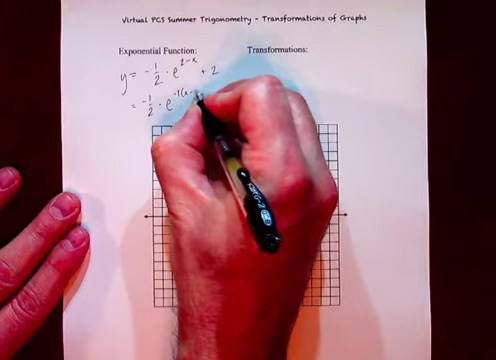 Virtual PCS Summer Trigonometry - Transformations of Graphs
Exponential Function: Transformations:
y = -1/2 · e^(2-x) + 2
= -1/2 · e^(-1(x-